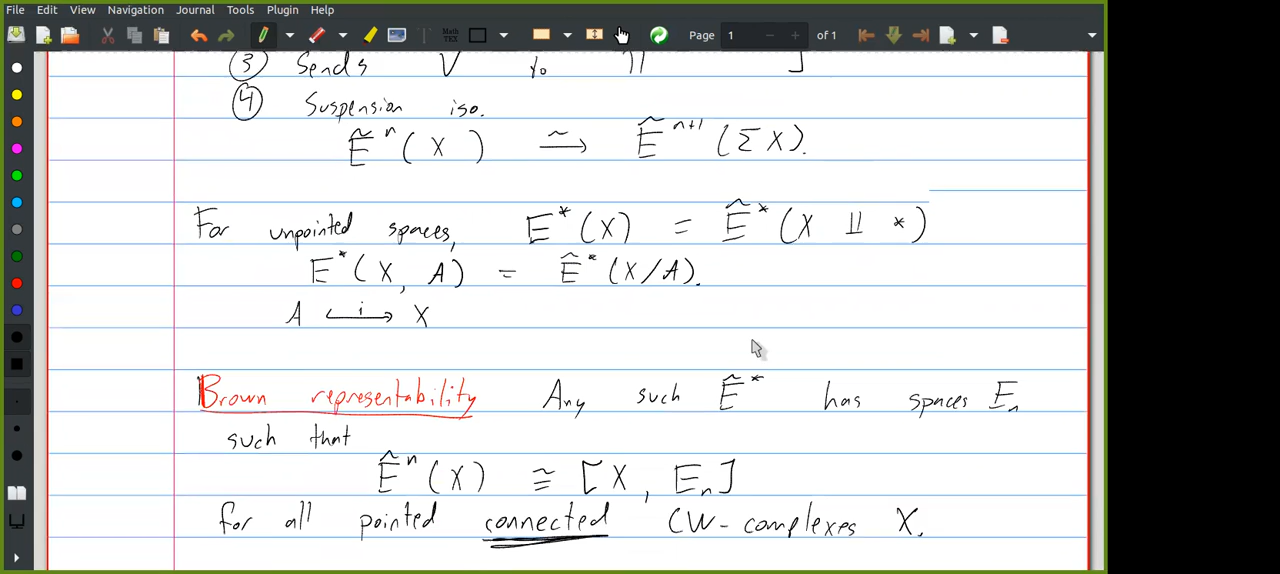 File Edit View Navigation Journal Tools Plugin Help
Page 1 of 1
③ Sends ∨ to ∏ ]
④ Suspension iso.
Ẽⁿ(X) ⥲ Ẽⁿ⁺¹(ΣX).
For unpointed spaces, E*(X) = Ẽ*(X ⨿ *)
E*(X, A) = Ẽ*(X/A).
A ↪ⁱ X
Brown representability Any such Ẽ* has spaces Eₙ
such that
Ẽⁿ(X) ≅ [X, Eₙ]
for all pointed connected CW-complexes X.